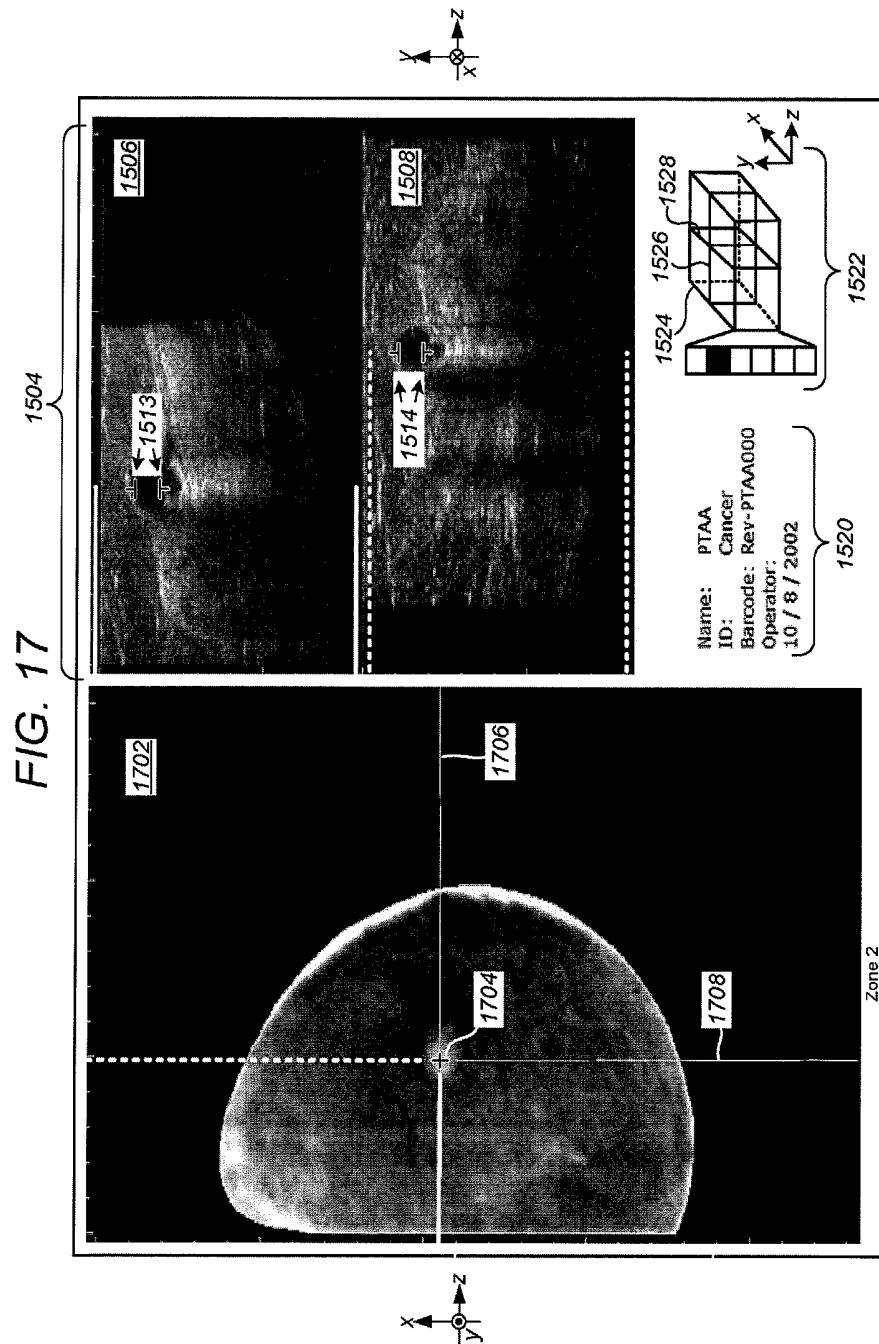 FIG. 17
1504
1702
1706
1704
1708
Zone 2
x
z
y
1506
1513
1508
1514
y
z
x
Name: PTAA
ID: Cancer
Barcode: Rev-PTAA000
Operator:
10 / 8 / 2002
1520
1524
1526
1528
y
x
z
1522